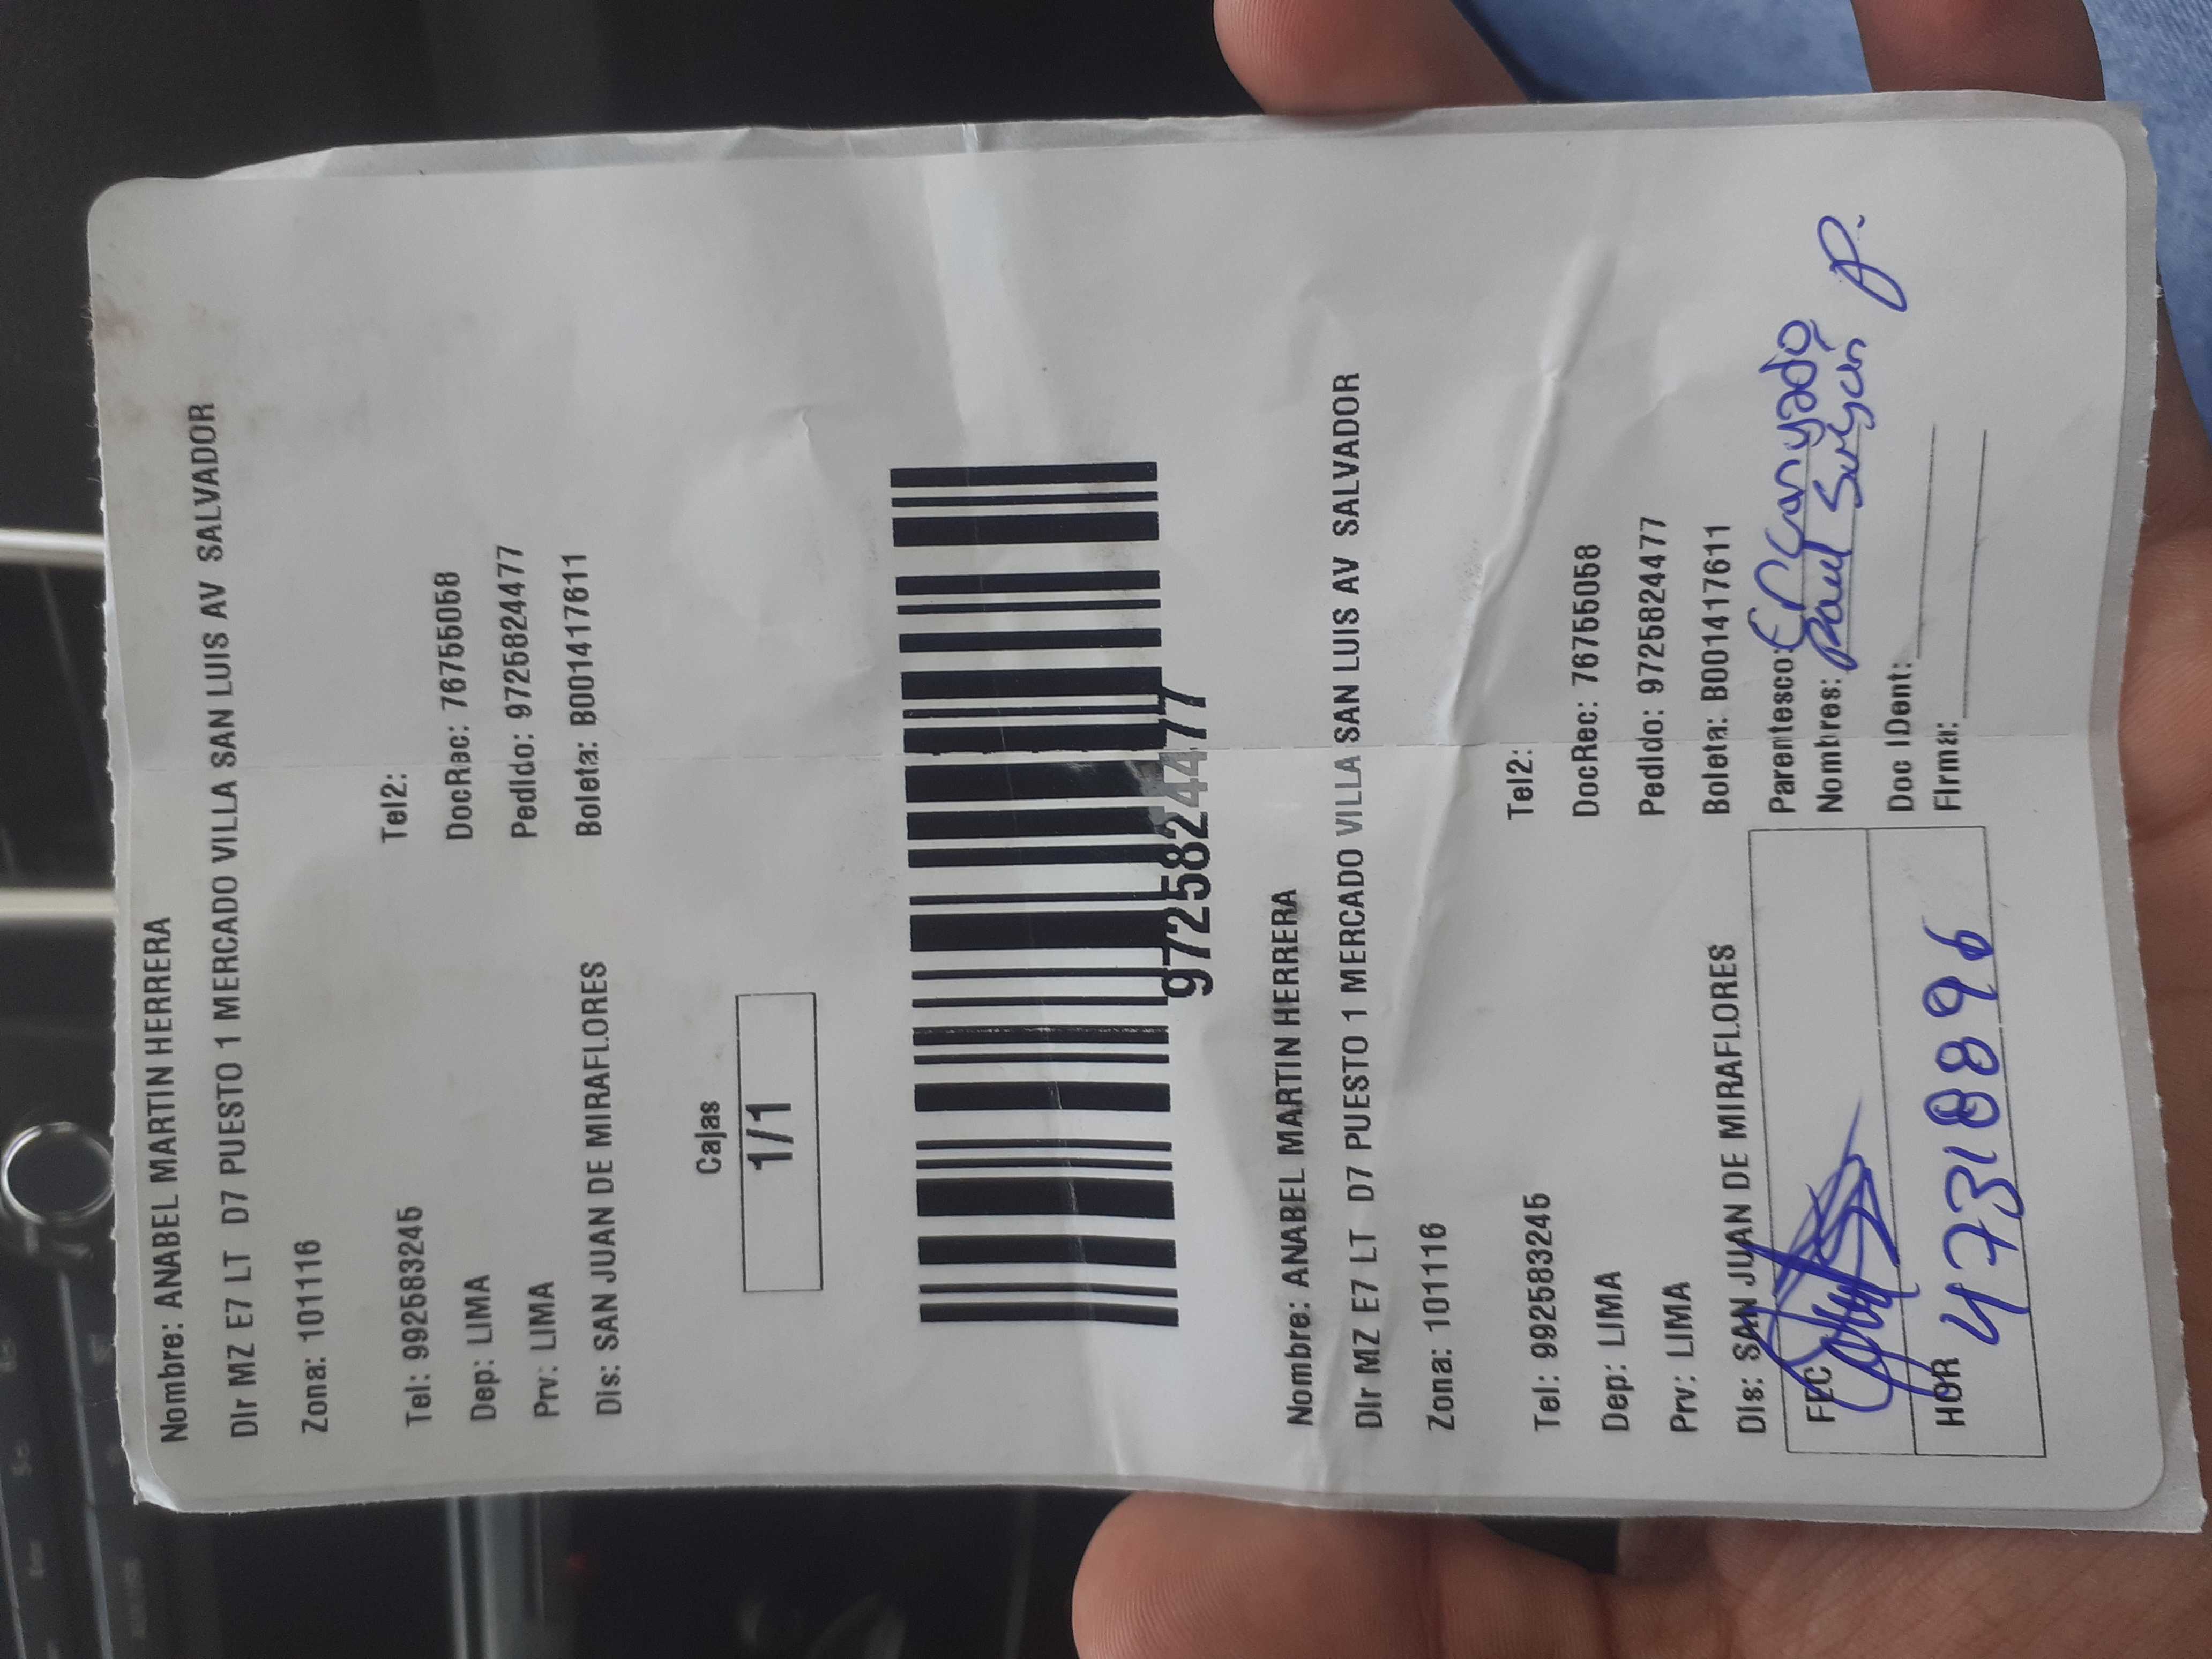 Nombre: ANABEL MARTIN HERRERA
Dir MZ E7 LT D7 PUESTO 1 MERCADO VILLA SAN LUIS AV SALVADOR
Zona: 101116
Tel: 992583245 Tel2:
Dep: LIMA DocRec: 76755058
Prv: LIMA Pedido: 9725824477
Dis: SAN JUAN DE MIRAFLORES Boleta: B001417611
Cajas
1/1
9725824477
Nombre: ANABEL MARTIN HERRERA
Dir MZ E7 LT D7 PUESTO 1 MERCADO VILLA SAN LUIS AV SALVADOR
Zona: 101116
Tel: 992583245 Tel2:
Dep: LIMA DocRec: 76755058
Prv: LIMA Pedido: 9725824477
Dis: SAN JUAN DE MIRAFLORES Boleta: B001417611
FEC Parentesco: Encargado
Nombres: Paul
HOR 47318896 Doc IDent:
Firma: